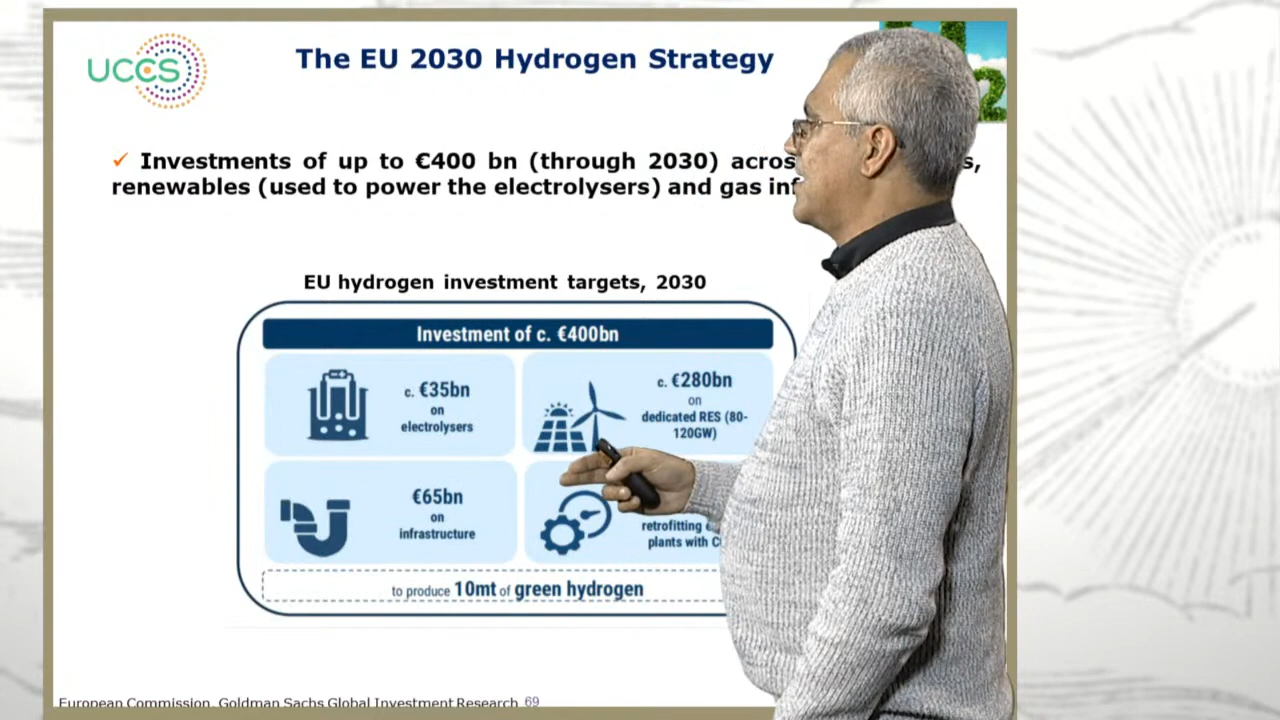 UCCS
The EU 2030 Hydrogen Strategy
2
✓ Investments of up to €400 bn (through 2030)
renewables (used to power the electrolysers) and gas
EU hydrogen investment targets, 2030
Investment of c. €400bn
c. €35bn
on
electrolysers
c. €280bn
on
dedicated RES (80-
120GW)
€65bn
on
infrastructure
retrofitting
plants with
to produce 10mt of green hydrogen
European Commission, Goldman Sachs Global Investment Research 69